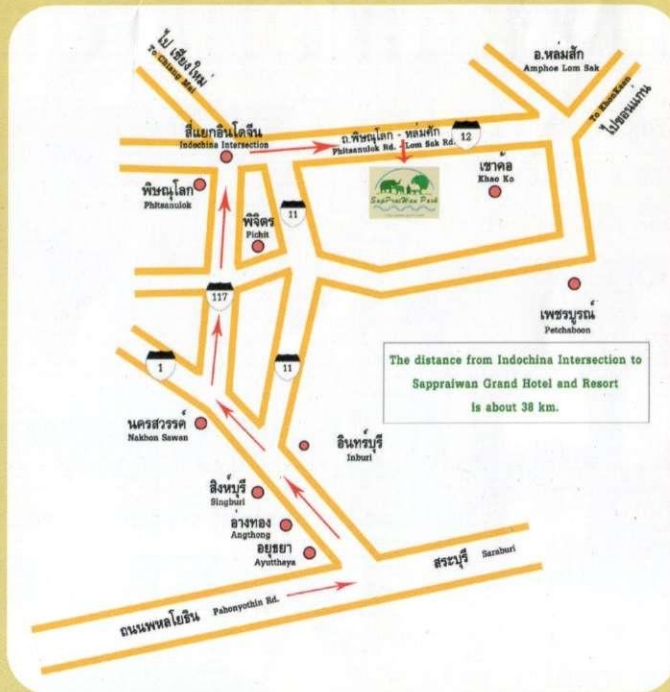 ไป เชียงใหม่
To Chiang Mai
อ.หล่มสัก
Amphoe Lom Sak
To KhonKaen
ไปขอนแก่น
สี่แยกอินโดจีน
Indochina Intersection
ถ.พิษณุโลก - หล่มสัก
Phitsanulok Rd. - Lom Sak Rd.
12
SapPraiWan Park
เขาค้อ
Khao Ko
พิษณุโลก
Phitsanulok
11
พิจิตร
Pichit
117
เพชรบูรณ์
Petchaboon
1
11
The distance from Indochina Intersection to
Sappraiwan Grand Hotel and Resort
is about 38 km.
นครสวรรค์
Nakhon Sawan
อินทร์บุรี
Inburi
สิงห์บุรี
Singburi
อ่างทอง
Angthong
อยุธยา
Ayutthaya
สระบุรี Saraburi
ถนนพหลโยธิน Pahonyothin Rd.